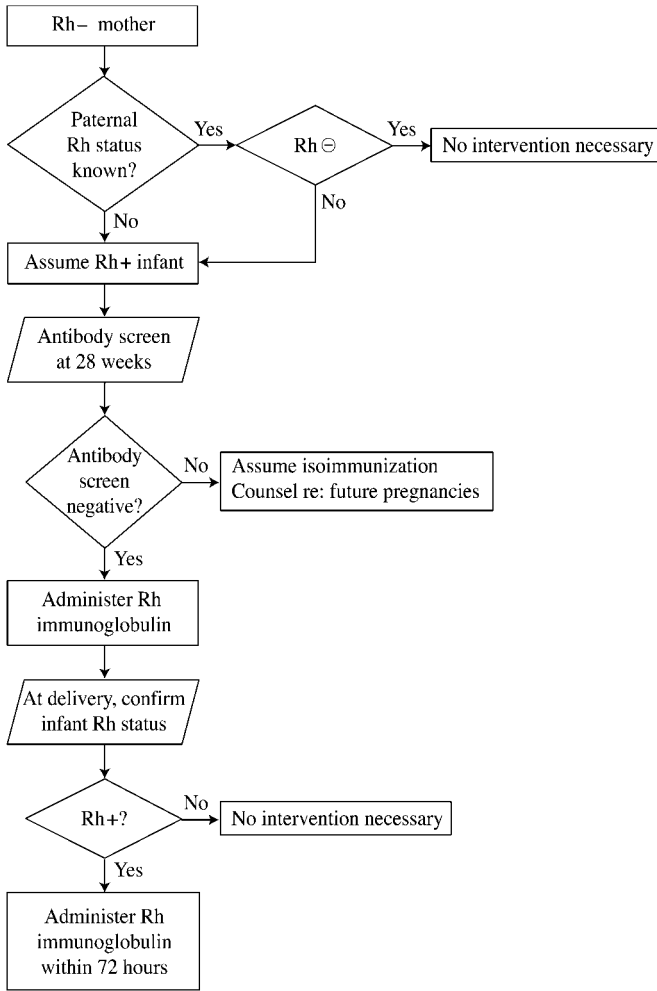 Rh– mother
Paternal
Rh status
known?
Yes
Rh ⊖
Yes
No intervention necessary
No
No
Assume Rh+ infant
Antibody screen
at 28 weeks
Antibody
screen
negative?
No
Assume isoimmunization
Counsel re: future pregnancies
Yes
Administer Rh
immunoglobulin
At delivery, confirm
infant Rh status
Rh+?
No
No intervention necessary
Yes
Administer Rh
immunoglobulin
within 72 hours